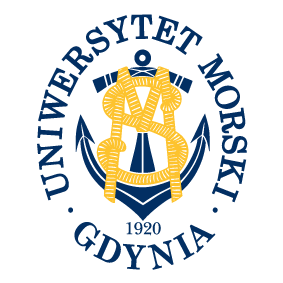 UNIWERSYTET MORSKI
1920
· GDYNIA ·